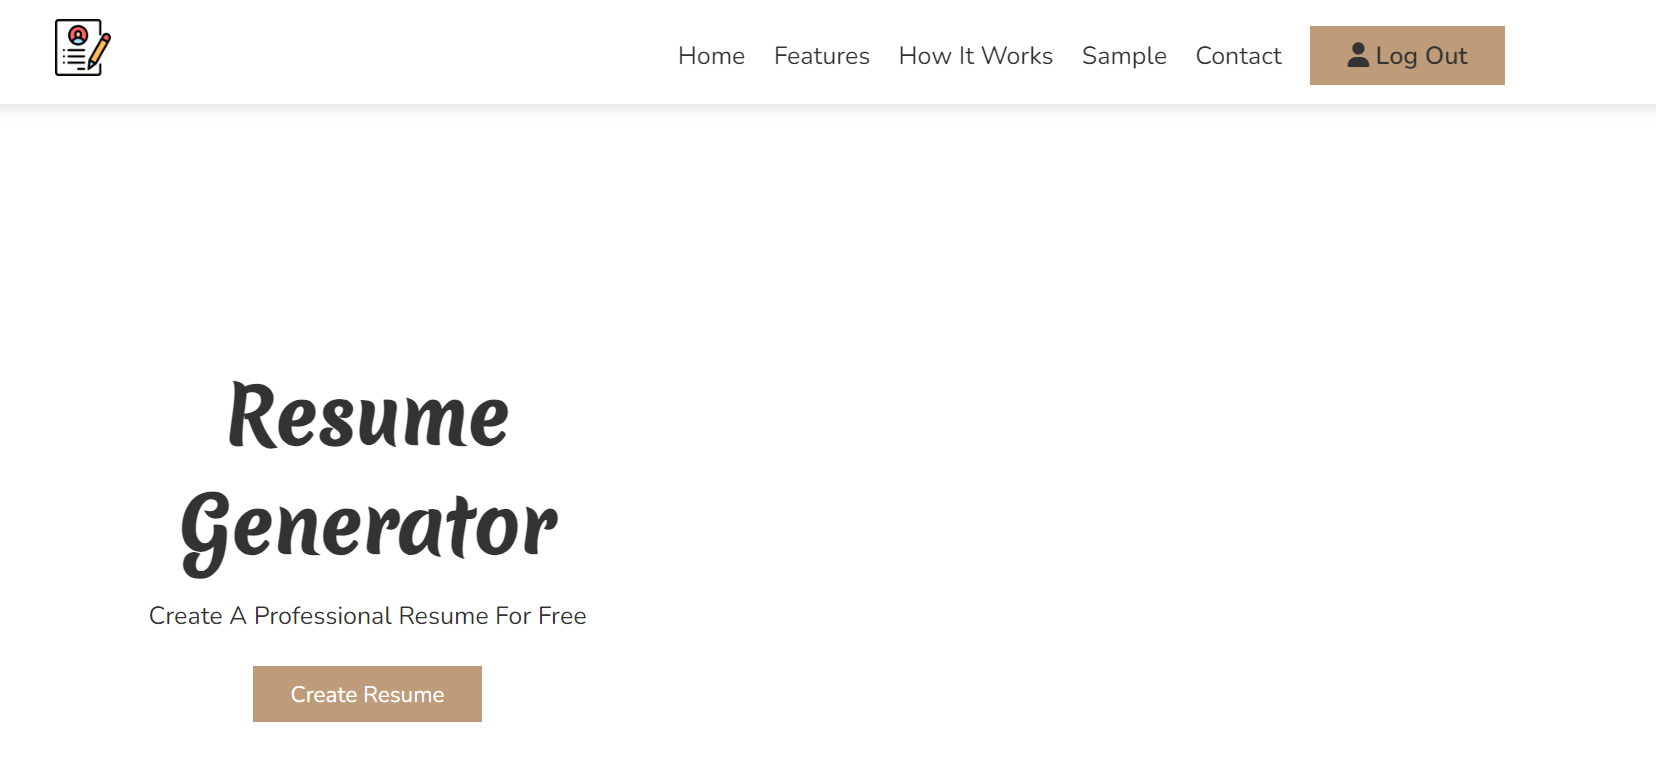 Home Features How It Works Sample Contact Log Out
Resume
Generator
Create A Professional Resume For Free
Create Resume